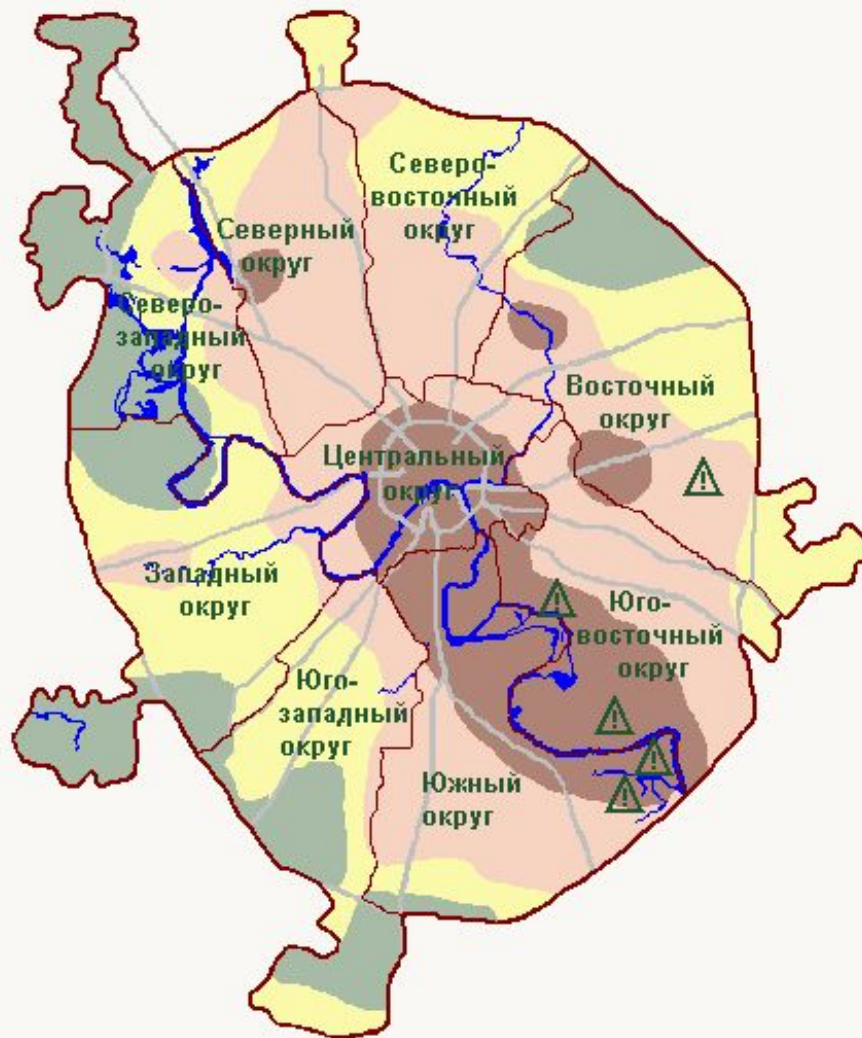 Северо-
восточный
округ
Северный
округ
Северо-
западный
округ
Восточный
округ
Центральный
округ
Западный
округ
Юго-
восточный
округ
Юго-
западный
округ
Южный
округ